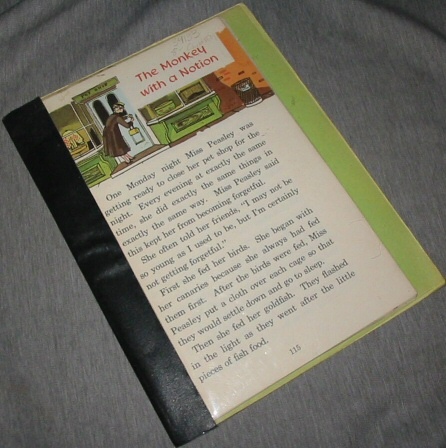 The Monkey
with a Notion
One Monday night Miss Peasley was
getting ready to close her pet shop for the
night. Every evening at exactly the same
time, she did exactly the same things in
exactly the same way. Miss Peasley said
this kept her from becoming forgetful.
She often told her friends, "I may not be
so young as I used to be, but I'm certainly
not getting forgetful."
First she fed her birds. She began with
her canaries because she always had fed
them first. After the birds were fed, Miss
Peasley put a cloth over each cage so that
they would settle down and go to sleep.
Then she fed her goldfish. They flashed
in the light as they went after the little
pieces of fish food.
115